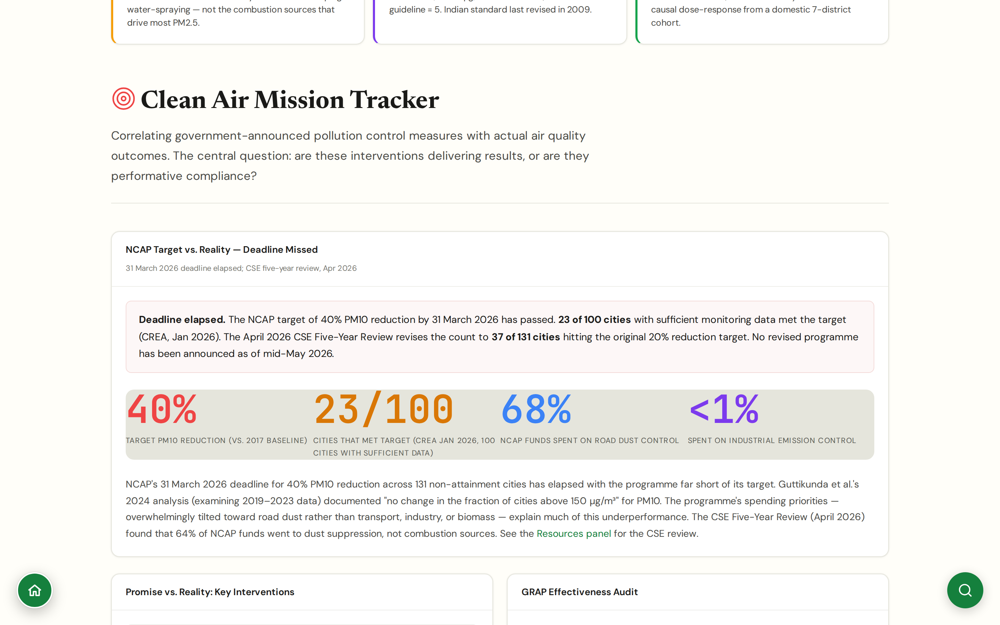 water-spraying — not the combustion sources that
drive most PM2.5.
guideline = 5. Indian standard last revised in 2009.
causal dose-response from a domestic 7-district
cohort.
Clean Air Mission Tracker
Correlating government-announced pollution control measures with actual air quality
outcomes. The central question: are these interventions delivering results, or are they
performative compliance?
NCAP Target vs. Reality — Deadline Missed
31 March 2026 deadline elapsed; CSE five-year review, Apr 2026
Deadline elapsed. The NCAP target of 40% PM10 reduction by 31 March 2026 has passed. 23 of 100 cities with sufficient monitoring data met the target
(CREA, Jan 2026). The April 2026 CSE Five-Year Review revises the count to 37 of 131 cities hitting the original 20% reduction target. No revised programme
has been announced as of mid-May 2026.
40%
TARGET PM10 REDUCTION (VS. 2017 BASELINE)
23/100
CITIES THAT MET TARGET (CREA JAN 2026, 100
CITIES WITH SUFFICIENT DATA)
68%
NCAP FUNDS SPENT ON ROAD DUST CONTROL
<1%
SPENT ON INDUSTRIAL EMISSION CONTROL
NCAP's 31 March 2026 deadline for 40% PM10 reduction across 131 non-attainment cities has elapsed with the programme far short of its target. Guttikunda et al.'s
2024 analysis (examining 2019–2023 data) documented "no change in the fraction of cities above 150 µg/m³" for PM10. The programme's spending priorities —
overwhelmingly tilted toward road dust rather than transport, industry, or biomass — explain much of this underperformance. The CSE Five-Year Review (April 2026)
found that 64% of NCAP funds went to dust suppression, not combustion sources. See the Resources panel for the CSE review.
Promise vs. Reality: Key Interventions
GRAP Effectiveness Audit